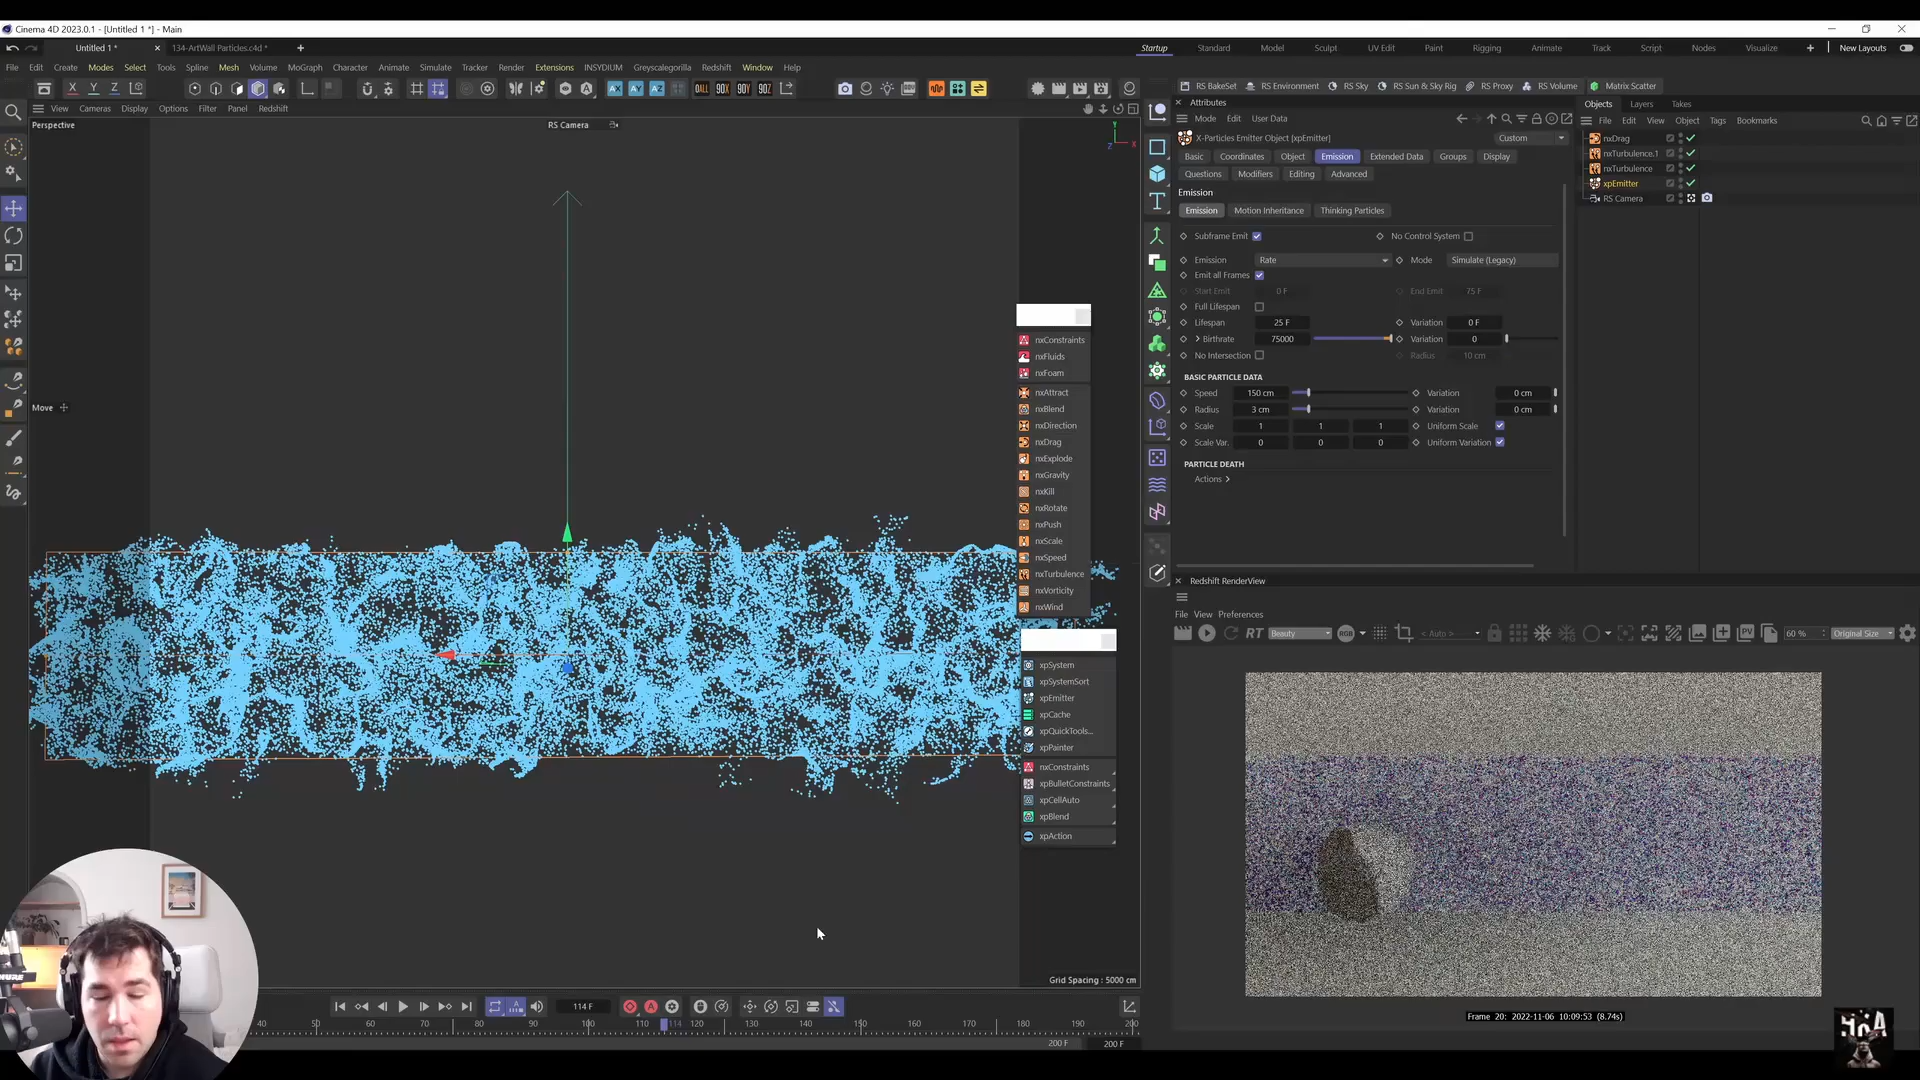 Cinema 4D 2023.0.1 - [Untitled 1 *] - Main
Untitled 1 *
134-ArtWall Particles.c4d *
Startup
Standard
Model
Sculpt
UV Edit
Paint
Rigging
Animate
Track
Script
Nodes
Visualize
New Layouts
File Edit Create Modes Select Tools Spline Mesh Volume MoGraph Character Animate Simulate Tracker Render Extensions INSYDIUM Greyscalegorilla Redshift Window Help
X Y Z
AX AY AZ 0ALL 90X 90Y 90Z
RS BakeSet RS Environment RS Sky RS Sun & Sky Rig RS Proxy RS Volume Matrix Scatter
View Cameras Display Options Filter Panel Redshift
Perspective
RS Camera
Y
X
Z
Move
Attributes
Mode Edit User Data
X-Particles Emitter Object [xpEmitter]
Custom
Basic Coordinates Object Emission Extended Data Groups Display
Questions Modifiers Editing Advanced
Emission
Emission Motion Inheritance Thinking Particles
Subframe Emit
No Control System
Emission Rate Mode Simulate (Legacy)
Emit all Frames
Start Emit 0 F End Emit 75 F
Full Lifespan
Lifespan 25 F Variation 0 F
Birthrate 75000 Variation 0
No Intersection Radius 10 cm
BASIC PARTICLE DATA
Speed 150 cm Variation 0 cm
Radius 3 cm Variation 0 cm
Scale 1 1 1 Uniform Scale
Scale Var. 0 0 0 Uniform Variation
PARTICLE DEATH
Actions
Objects Layers Takes
File Edit View Object Tags Bookmarks
nxDrag
nxTurbulence.1
nxTurbulence
xpEmitter
RS Camera
nxConstraints
nxFluids
nxFoam
nxAttract
nxBlend
nxDirection
nxDrag
nxExplode
nxGravity
nxKill
nxRotate
nxPush
nxScale
nxSpeed
nxTurbulence
nxVorticity
nxWind
xpSystem
xpSystemSort
xpEmitter
xpCache
xpQuickTools...
xpPainter
nxConstraints
xpBulletConstraints
xpCellAuto
xpBlend
xpAction
Redshift RenderView
File View Preferences
RT Beauty RGB < Auto > PV 60 % Original Size
Frame 20: 2022-11-06 10:09:53 (8.74s)
Grid Spacing : 5000 cm
114 F
40 50 60 70 80 90 100 114 120 130 140 150 160 170 180 190 200
200 F 200 F